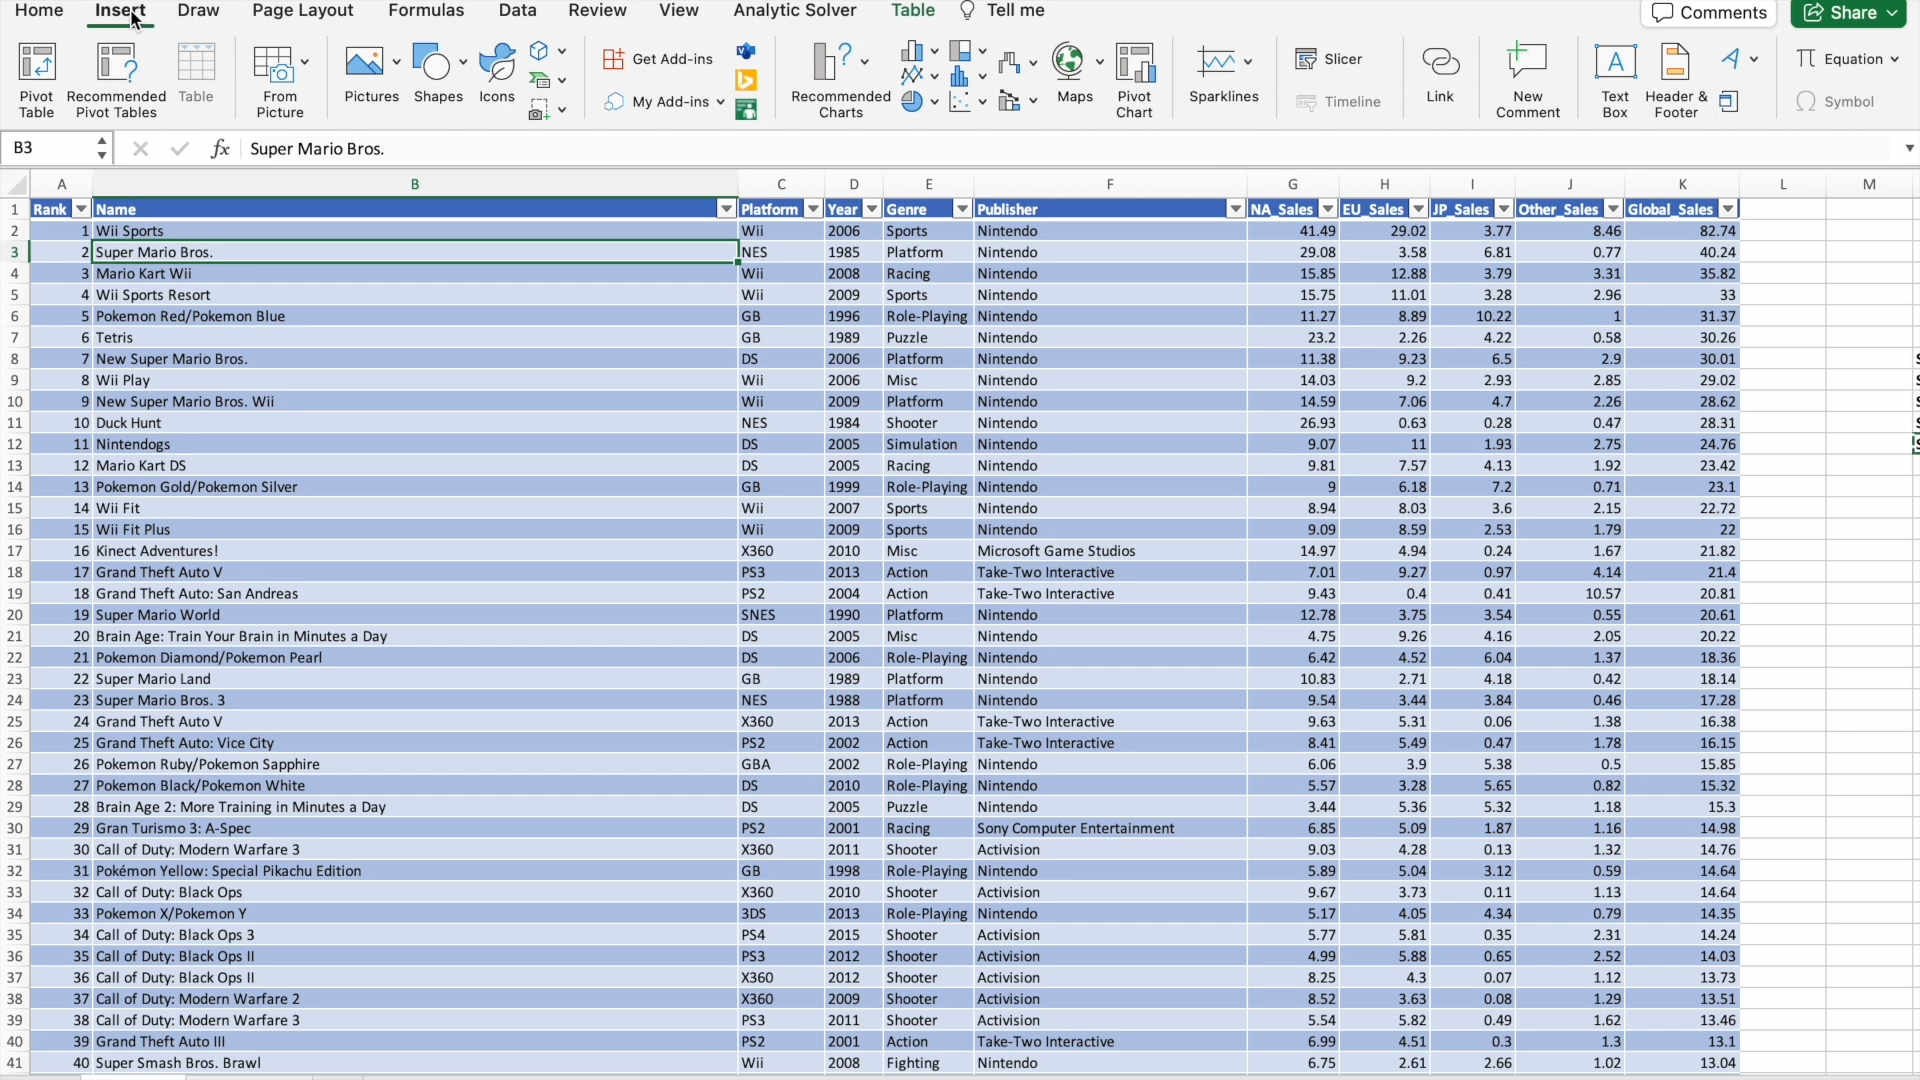 Home Insert Draw Page Layout Formulas Data Review View Analytic Solver Table Tell me Comments Share
Pivot Table Recommended Pivot Tables Table From Picture Pictures Shapes Icons Get Add-ins My Add-ins Recommended Charts Maps Pivot Chart Sparklines Slicer Timeline Link New Comment Text Box Header & Footer Equation Symbol
B3 fx Super Mario Bros.
A B C D E F G H I J K L M
1 Rank Name Platform Year Genre Publisher NA_Sales EU_Sales JP_Sales Other_Sales Global_Sales
2 1 Wii Sports Wii 2006 Sports Nintendo 41.49 29.02 3.77 8.46 82.74
3 2 Super Mario Bros. NES 1985 Platform Nintendo 29.08 3.58 6.81 0.77 40.24
4 3 Mario Kart Wii Wii 2008 Racing Nintendo 15.85 12.88 3.79 3.31 35.82
5 4 Wii Sports Resort Wii 2009 Sports Nintendo 15.75 11.01 3.28 2.96 33
6 5 Pokemon Red/Pokemon Blue GB 1996 Role-Playing Nintendo 11.27 8.89 10.22 1 31.37
7 6 Tetris GB 1989 Puzzle Nintendo 23.2 2.26 4.22 0.58 30.26
8 7 New Super Mario Bros. DS 2006 Platform Nintendo 11.38 9.23 6.5 2.9 30.01
9 8 Wii Play Wii 2006 Misc Nintendo 14.03 9.2 2.93 2.85 29.02
10 9 New Super Mario Bros. Wii Wii 2009 Platform Nintendo 14.59 7.06 4.7 2.26 28.62
11 10 Duck Hunt NES 1984 Shooter Nintendo 26.93 0.63 0.28 0.47 28.31
12 11 Nintendogs DS 2005 Simulation Nintendo 9.07 11 1.93 2.75 24.76
13 12 Mario Kart DS DS 2005 Racing Nintendo 9.81 7.57 4.13 1.92 23.42
14 13 Pokemon Gold/Pokemon Silver GB 1999 Role-Playing Nintendo 9 6.18 7.2 0.71 23.1
15 14 Wii Fit Wii 2007 Sports Nintendo 8.94 8.03 3.6 2.15 22.72
16 15 Wii Fit Plus Wii 2009 Sports Nintendo 9.09 8.59 2.53 1.79 22
17 16 Kinect Adventures! X360 2010 Misc Microsoft Game Studios 14.97 4.94 0.24 1.67 21.82
18 17 Grand Theft Auto V PS3 2013 Action Take-Two Interactive 7.01 9.27 0.97 4.14 21.4
19 18 Grand Theft Auto: San Andreas PS2 2004 Action Take-Two Interactive 9.43 0.4 0.41 10.57 20.81
20 19 Super Mario World SNES 1990 Platform Nintendo 12.78 3.75 3.54 0.55 20.61
21 20 Brain Age: Train Your Brain in Minutes a Day DS 2005 Misc Nintendo 4.75 9.26 4.16 2.05 20.22
22 21 Pokemon Diamond/Pokemon Pearl DS 2006 Role-Playing Nintendo 6.42 4.52 6.04 1.37 18.36
23 22 Super Mario Land GB 1989 Platform Nintendo 10.83 2.71 4.18 0.42 18.14
24 23 Super Mario Bros. 3 NES 1988 Platform Nintendo 9.54 3.44 3.84 0.46 17.28
25 24 Grand Theft Auto V X360 2013 Action Take-Two Interactive 9.63 5.31 0.06 1.38 16.38
26 25 Grand Theft Auto: Vice City PS2 2002 Action Take-Two Interactive 8.41 5.49 0.47 1.78 16.15
27 26 Pokemon Ruby/Pokemon Sapphire GBA 2002 Role-Playing Nintendo 6.06 3.9 5.38 0.5 15.85
28 27 Pokemon Black/Pokemon White DS 2010 Role-Playing Nintendo 5.57 3.28 5.65 0.82 15.32
29 28 Brain Age 2: More Training in Minutes a Day DS 2005 Puzzle Nintendo 3.44 5.36 5.32 1.18 15.3
30 29 Gran Turismo 3: A-Spec PS2 2001 Racing Sony Computer Entertainment 6.85 5.09 1.87 1.16 14.98
31 30 Call of Duty: Modern Warfare 3 X360 2011 Shooter Activision 9.03 4.28 0.13 1.32 14.76
32 31 Pokémon Yellow: Special Pikachu Edition GB 1998 Role-Playing Nintendo 5.89 5.04 3.12 0.59 14.64
33 32 Call of Duty: Black Ops X360 2010 Shooter Activision 9.67 3.73 0.11 1.13 14.64
34 33 Pokemon X/Pokemon Y 3DS 2013 Role-Playing Nintendo 5.17 4.05 4.34 0.79 14.35
35 34 Call of Duty: Black Ops 3 PS4 2015 Shooter Activision 5.77 5.81 0.35 2.31 14.24
36 35 Call of Duty: Black Ops II PS3 2012 Shooter Activision 4.99 5.88 0.65 2.52 14.03
37 36 Call of Duty: Black Ops II X360 2012 Shooter Activision 8.25 4.3 0.07 1.12 13.73
38 37 Call of Duty: Modern Warfare 2 X360 2009 Shooter Activision 8.52 3.63 0.08 1.29 13.51
39 38 Call of Duty: Modern Warfare 3 PS3 2011 Shooter Activision 5.54 5.82 0.49 1.62 13.46
40 39 Grand Theft Auto III PS2 2001 Action Take-Two Interactive 6.99 4.51 0.3 1.3 13.1
41 40 Super Smash Bros. Brawl Wii 2008 Fighting Nintendo 6.75 2.61 2.66 1.02 13.04